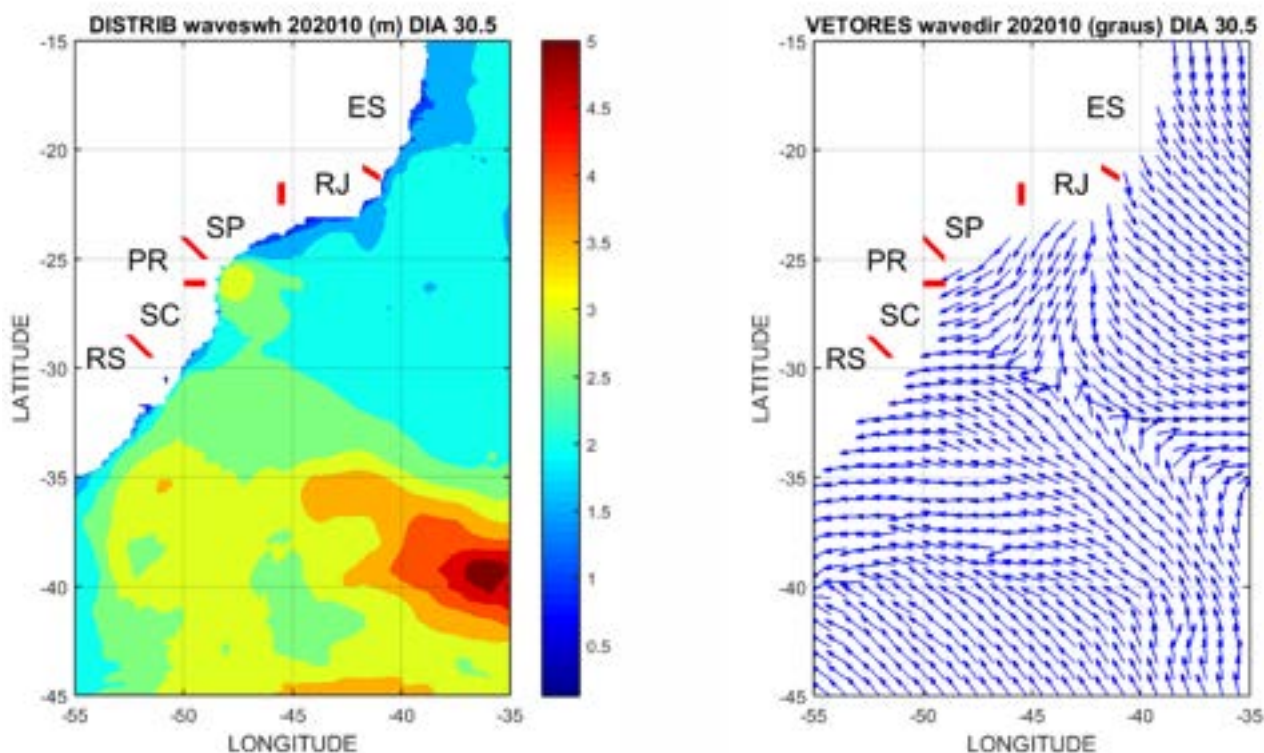 DISTRIB waveswh 202010 (m) DIA 30.5
-15
-20
-25
-30
-35
-40
-45
LATITUDE
-55
-50
-45
-40
-35
LONGITUDE
ES
RJ
SP
PR
SC
RS
5
4.5
4
3.5
3
2.5
2
1.5
1
0.5
VETORES wavedir 202010 (graus) DIA 30.5
-15
-20
-25
-30
-35
-40
-45
LATITUDE
-55
-50
-45
-40
-35
LONGITUDE
ES
RJ
SP
PR
SC
RS